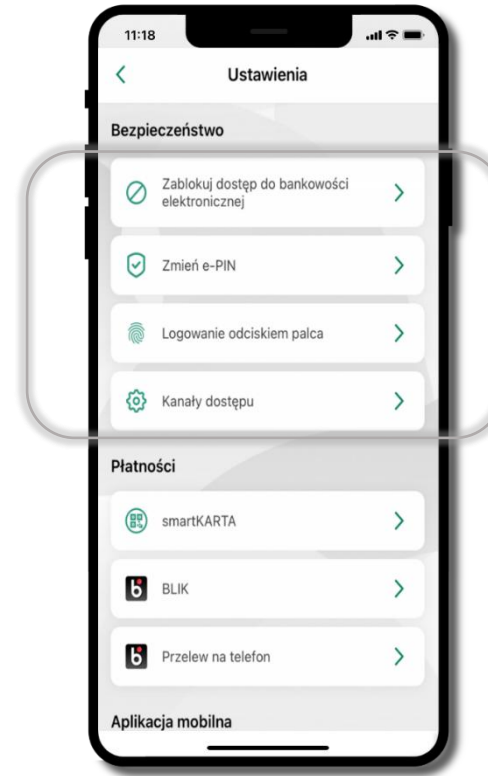 11:18
Ustawienia
Bezpieczeństwo
Zablokuj dostęp do bankowości
elektronicznej
Zmień e-PIN
Logowanie odciskiem palca
Kanały dostępu
Płatności
smartKARTA
BLIK
Przelew na telefon
Aplikacja mobilna